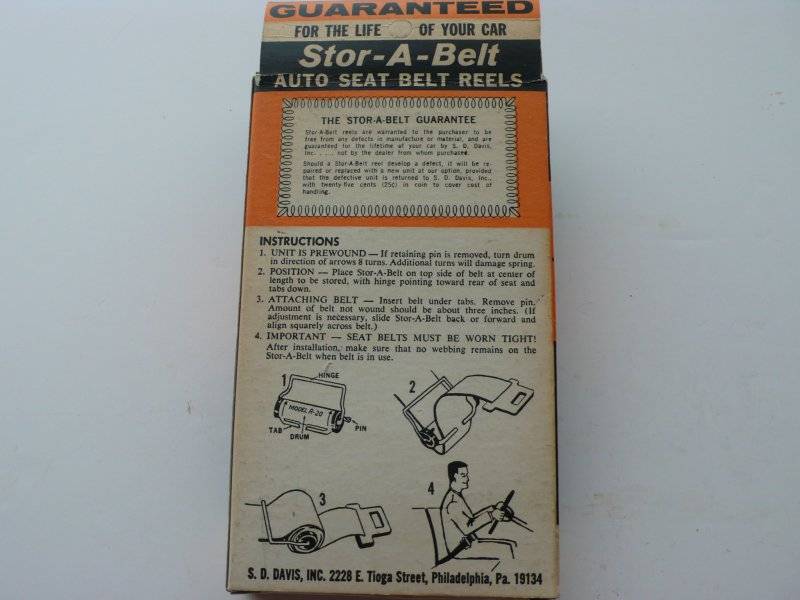 GUARANTEED
FOR THE LIFE OF YOUR CAR
Stor-A-Belt
AUTO SEAT BELT REELS
THE STOR-A-BELT GUARANTEE
Stor-A-Belt reels are warranted to the purchaser to be
free from any defects in manufacture or material, and are
guaranteed for the lifetime of your car by S. D. Davis,
Inc. . . . . . not by the dealer from whom purchased.
Should a Stor-A-Belt reel develop a defect, it will be re-
paired or replaced with a new unit at our option, provided
that the defective unit is returned to S. D. Davis, Inc.,
with twenty-five cents (25¢) in coin to cover cost of
handling.
INSTRUCTIONS
1. UNIT IS PREWOUND — If retaining pin is removed, turn drum
in direction of arrows 8 turns. Additional turns will damage spring.
2. POSITION — Place Stor-A-Belt on top side of belt at center of
length to be stored, with hinge pointing toward rear of seat and
tabs down.
3. ATTACHING BELT — Insert belt under tabs. Remove pin.
Amount of belt not wound should be about three inches. (If
adjustment is necessary, slide Stor-A-Belt back or forward and
align squarely across belt.)
4. IMPORTANT — SEAT BELTS MUST BE WORN TIGHT!
After installation, make sure that no webbing remains on the
Stor-A-Belt when belt is in use.
1 HINGE
MODEL A-20
TAB
DRUM
PIN
2
3
4
S. D. DAVIS, INC. 2228 E. Tioga Street, Philadelphia, Pa. 19134